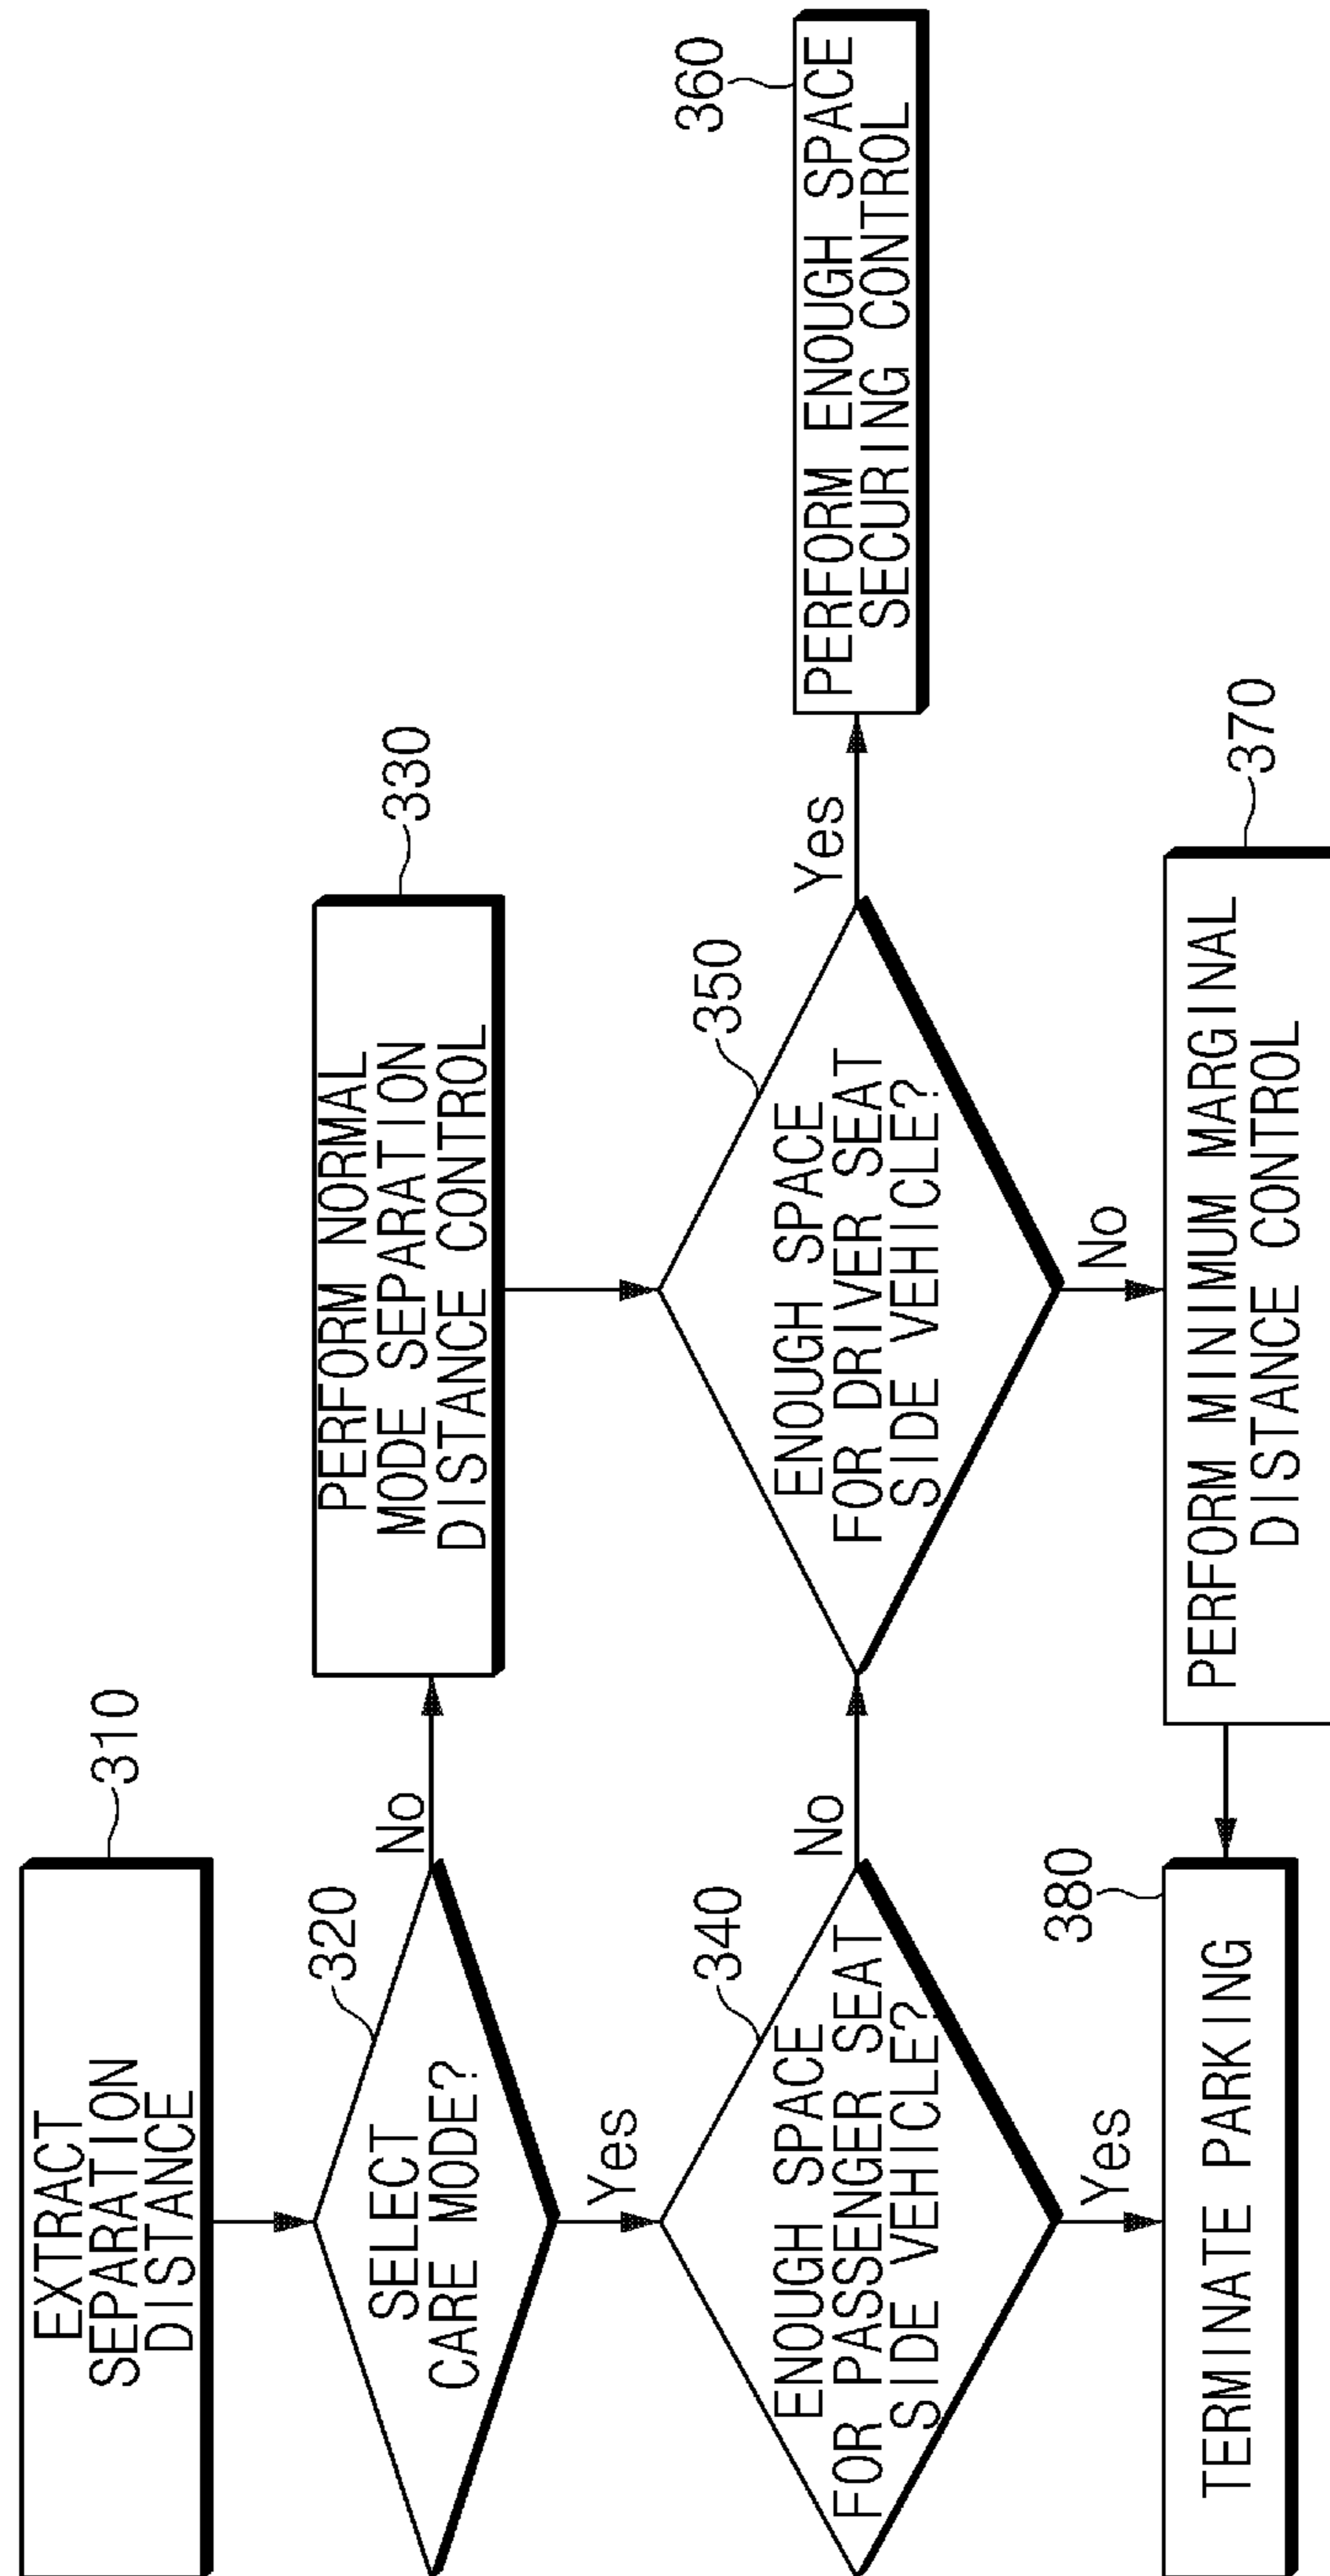 310
EXTRACT
SEPARATION
DISTANCE
320
SELECT
CARE MODE?
No
330
PERFORM NORMAL
MODE SEPARATION
DISTANCE CONTROL
Yes
340
ENOUGH SPACE
FOR PASSENGER SEAT
SIDE VEHICLE?
No
350
ENOUGH SPACE
FOR DRIVER SEAT
SIDE VEHICLE?
Yes
360
PERFORM ENOUGH SPACE
SECURING CONTROL
Yes
No
380
TERMINATE PARKING
370
PERFORM MINIMUM MARGINAL
DISTANCE CONTROL